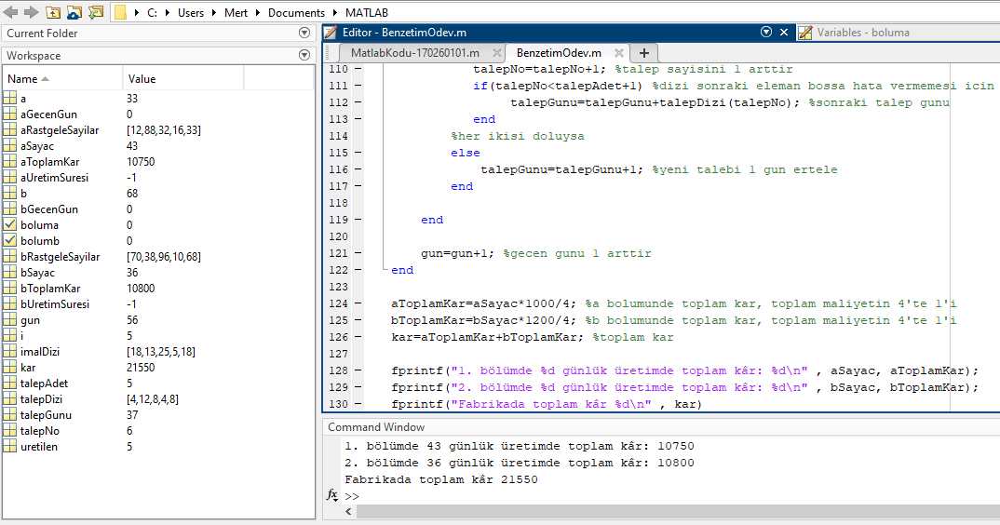 C: Users Mert Documents MATLAB
Current Folder
Workspace
Name Value
a 33
aGecenGun 0
aRastgeleSayilar [12,88,32,16,33]
aSayac 43
aToplamKar 10750
aUretimSuresi -1
b 68
bGecenGun 0
boluma 0
bolumb 0
bRastgeleSayilar [70,38,96,10,68]
bSayac 36
bToplamKar 10800
bUretimSuresi -1
gun 56
i 5
imalDizi [18,13,25,5,18]
kar 21550
talepAdet 5
talepDizi [4,12,8,4,8]
talepGunu 37
talepNo 6
uretilen 5
Editor - BenzetimOdev.m
Variables - boluma
MatlabKodu-170260101.m BenzetimOdev.m +
110 – talepNo=talepNo+1; %talep sayisini 1 arttir
111 – if(talepNo<talepAdet+1) %dizi sonraki eleman bossa hata vermemesi icin
112 – talepGunu=talepGunu+talepDizi(talepNo); %sonraki talep gunu
113 – end
114 %her ikisi doluysa
115 – else
116 – talepGunu=talepGunu+1; %yeni talebi 1 gun ertele
117 – end
118
119 – end
120
121 – gun=gun+1; %gecen gunu 1 arttir
122 – end
123
124 – aToplamKar=aSayac*1000/4; %a bolumunde toplam kar, toplam maliyetin 4'te 1'i
125 – bToplamKar=bSayac*1200/4; %b bolumunde toplam kar, toplam maliyetin 4'te 1'i
126 – kar=aToplamKar+bToplamKar; %toplam kar
127
128 – fprintf("1. bölümde %d günlük üretimde toplam kâr: %d\n" , aSayac, aToplamKar);
129 – fprintf("2. bölümde %d günlük üretimde toplam kâr: %d\n" , bSayac, bToplamKar);
130 – fprintf("Fabrikada toplam kâr %d\n" , kar)
Command Window
1. bölümde 43 günlük üretimde toplam kâr: 10750
2. bölümde 36 günlük üretimde toplam kâr: 10800
Fabrikada toplam kâr 21550
fx >>